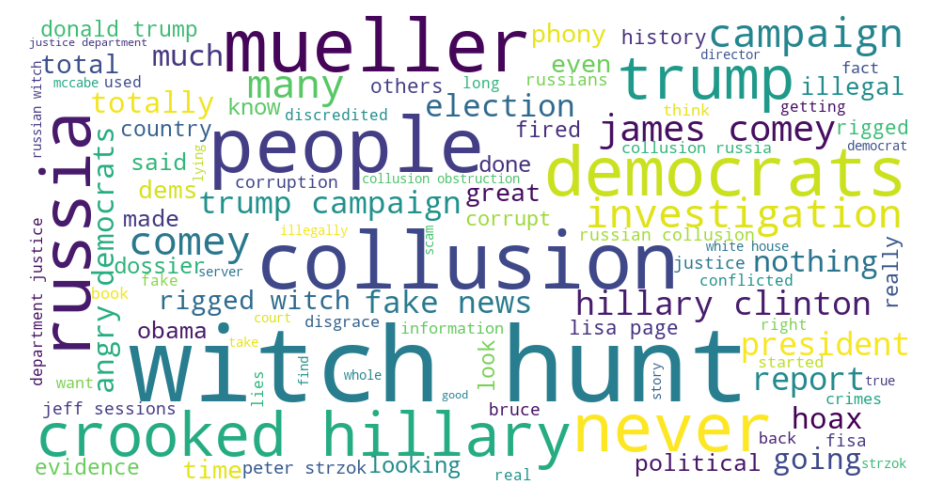 donald trump
justice department
total
much
mueller
phony
history
campaign
director
mccabe
used
many
others
long
even
russians
trump
fact
illegal
russian witch
totally
know
discredited
election
getting
think
country
people
fired
james comey
rigged
democrat
collusion russia
said
lying
done
democrats
russia
angry democrats
dems
corruption
collusion obstruction
great
made
trump campaign
corrupt
investigation
illegally
comey
collusion
scam
russian collusion
white house
dossier
server
justice
nothing
conflicted
really
department justice
fake
book
rigged witch
fake news
hillary clinton
court
disgrace
obama
information
lisa page
right
take
witch hunt
look
president
started
want
lies
find
whole
good
story
report
true
crimes
jeff sessions
bruce
hoax
crooked hillary
never
back
fisa
evidence
time
peter strzok
looking
real
political
going
strzok